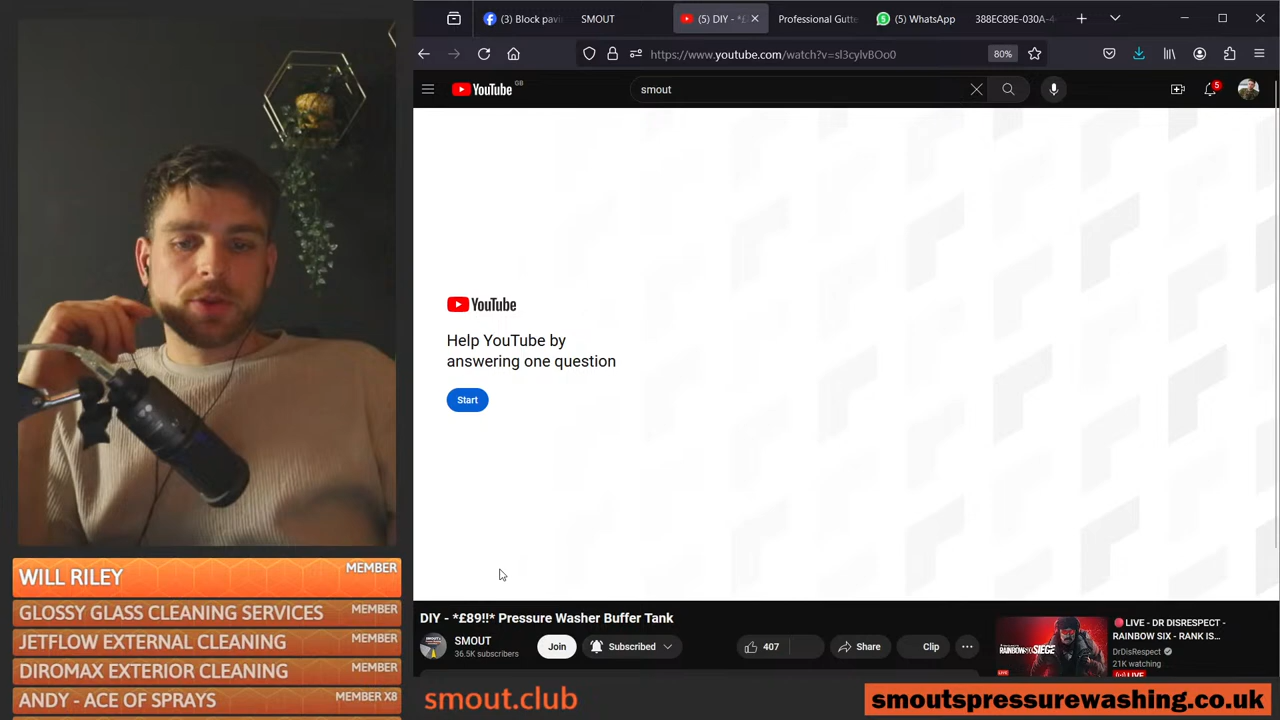 (3) Block pavi
SMOUT
(5) DIY - *£
Professional Gutte
(5) WhatsApp
388EC89E-030A-4
https://www.youtube.com/watch?v=sl3cylvBOo0
80%
YouTube GB
smout
5
YouTube
Help YouTube by
answering one question
Start
DIY - *£89!!* Pressure Washer Buffer Tank
SMOUT
36.5K subscribers
Join
Subscribed
407
Share
Clip
LIVE - DR DISRESPECT -
RAINBOW SIX - RANK IS...
DrDisRespect
21K watching
LIVE
WILL RILEY MEMBER
GLOSSY GLASS CLEANING SERVICES MEMBER
JETFLOW EXTERNAL CLEANING MEMBER
DIROMAX EXTERIOR CLEANING MEMBER
ANDY - ACE OF SPRAYS MEMBER X8
smout.club
smoutspressurewashing.co.uk